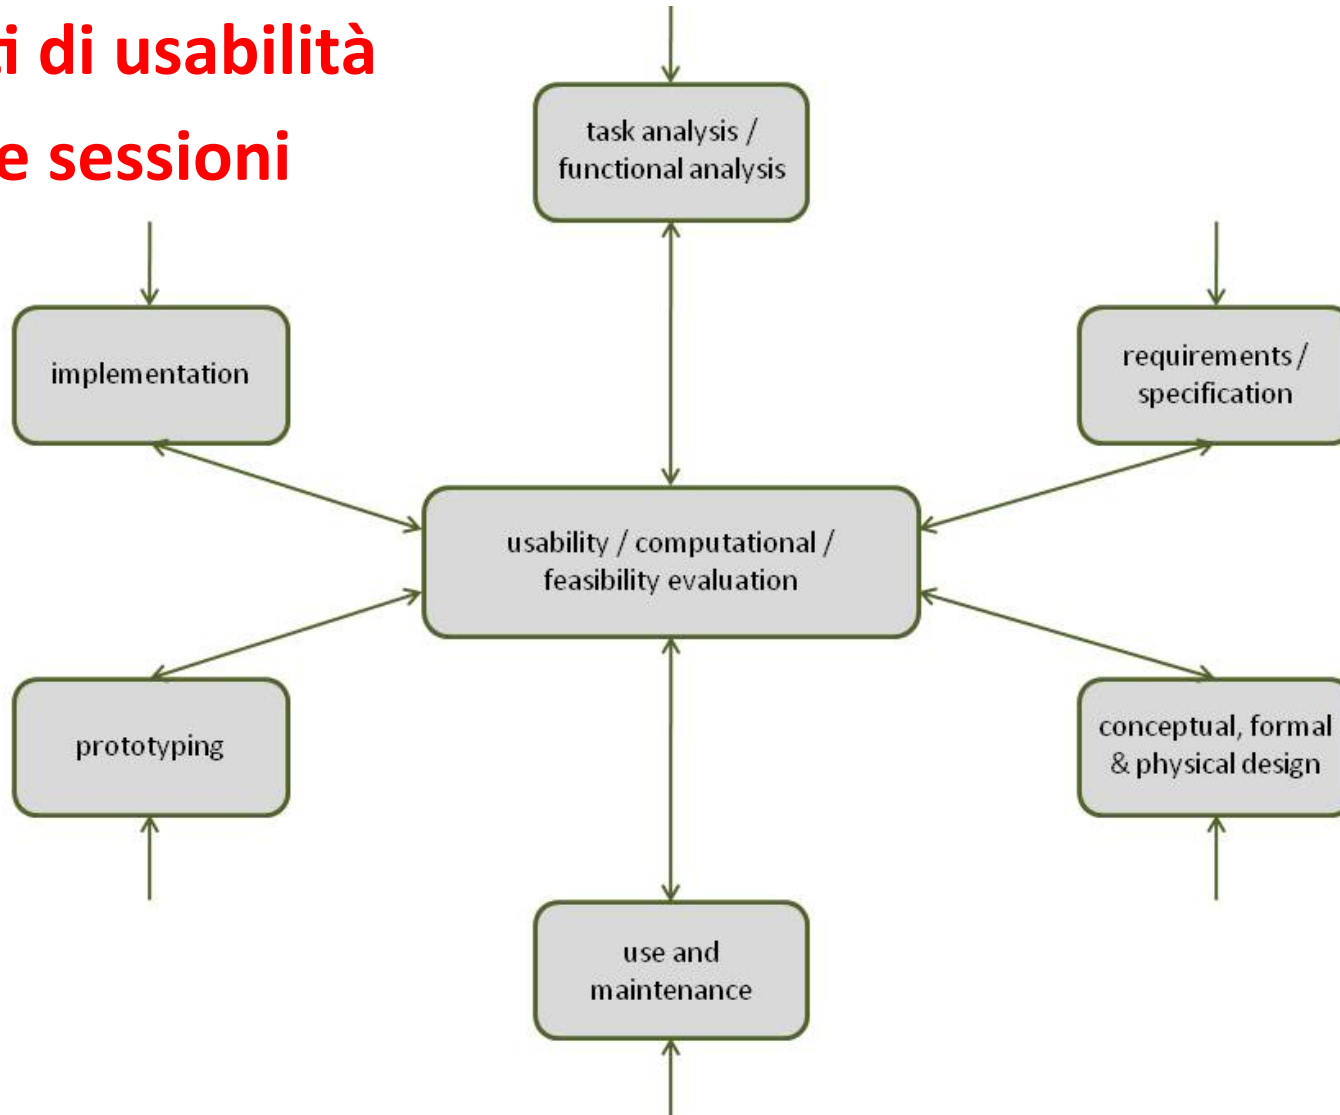 di usabilità
e sessioni
task analysis /
functional analysis
implementation
requirements /
specification
usability / computational /
feasibility evaluation
prototyping
conceptual, formal
& physical design
use and
maintenance